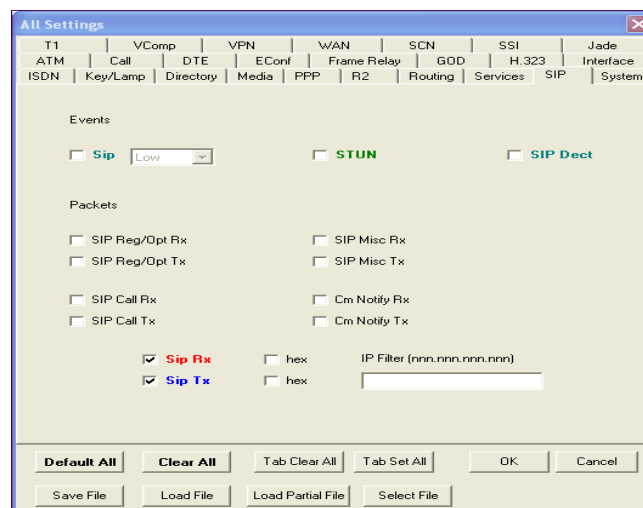 All Settings
T1 VComp VPN WAN SCN SSI Jade
ATM Call DTE EConf Frame Relay GOD H.323 Interface
ISDN Key/Lamp Directory Media PPP R2 Routing Services SIP System
Events
Sip Low STUN SIP Dect
Packets
SIP Reg/Opt Rx SIP Misc Rx
SIP Reg/Opt Tx SIP Misc Tx
SIP Call Rx Cm Notify Rx
SIP Call Tx Cm Notify Tx
Sip Rx hex IP Filter (nnn.nnn.nnn.nnn)
Sip Tx hex
Default All Clear All Tab Clear All Tab Set All OK Cancel
Save File Load File Load Partial File Select File